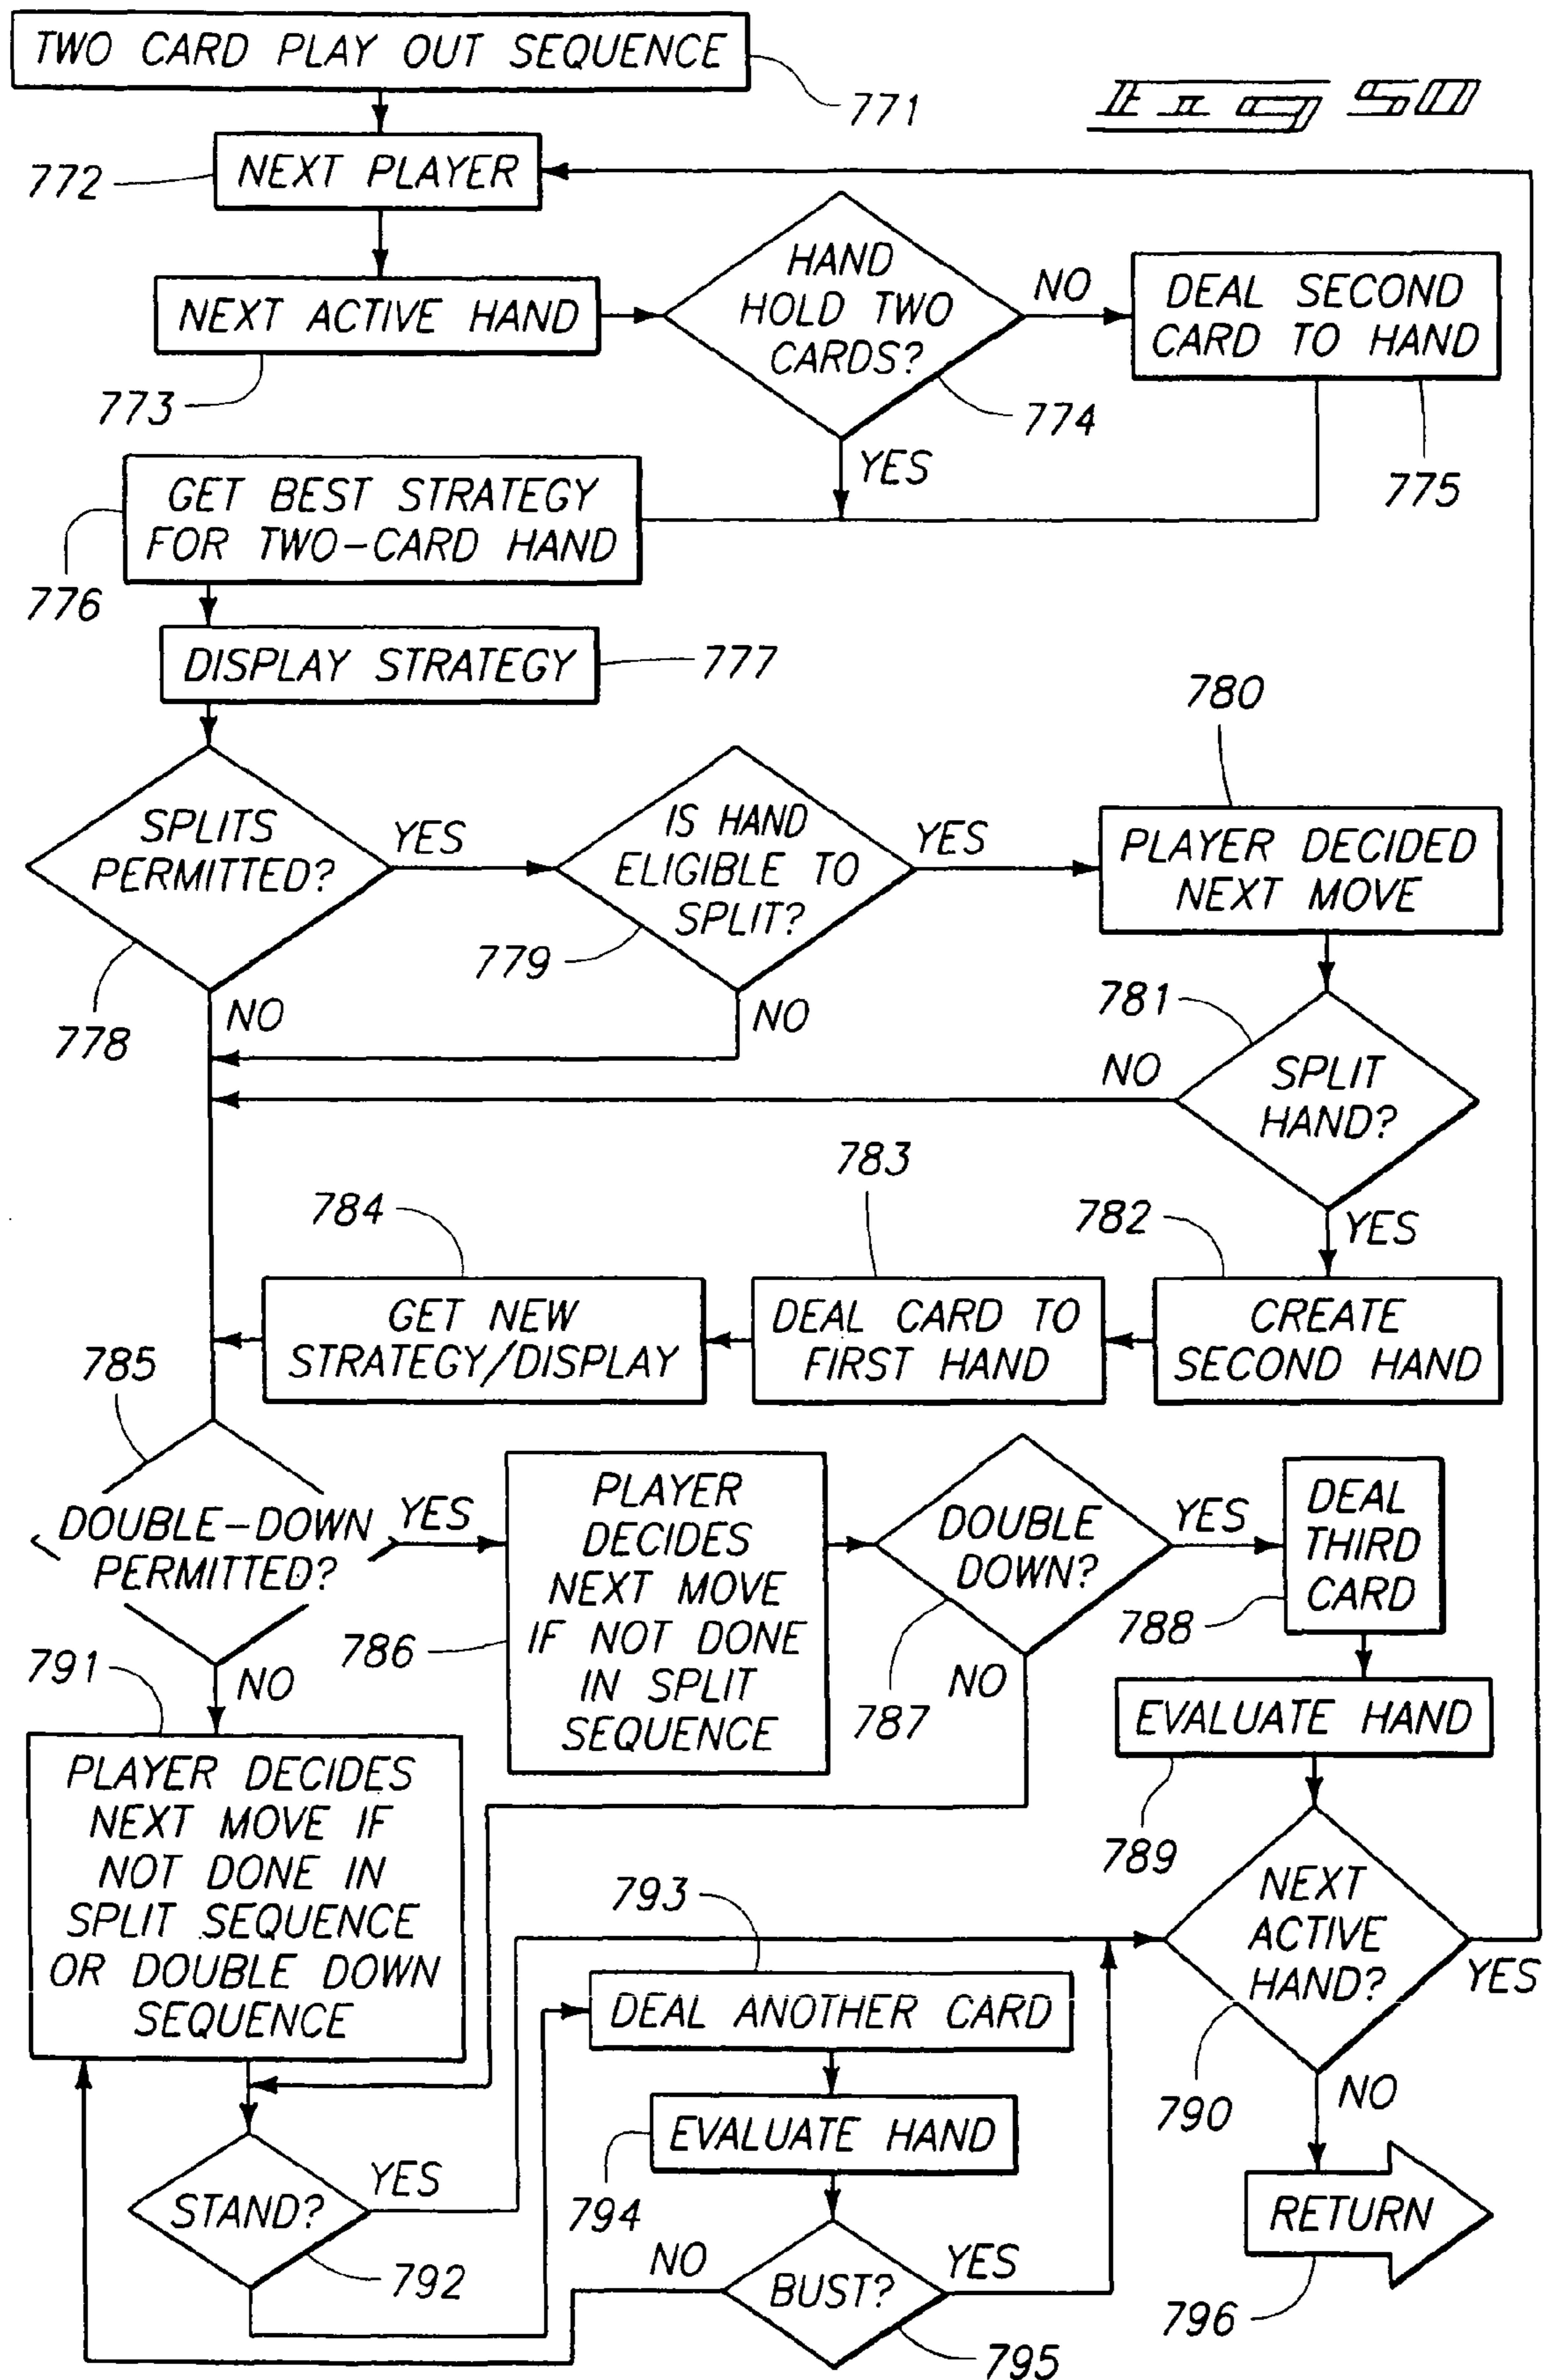 TWO CARD PLAY OUT SEQUENCE
771
Fig 50
772
NEXT PLAYER
NEXT ACTIVE HAND
773
HAND
HOLD TWO
CARDS?
774
NO
YES
DEAL SECOND
CARD TO HAND
775
GET BEST STRATEGY
FOR TWO-CARD HAND
776
DISPLAY STRATEGY
777
SPLITS
PERMITTED?
778
YES
NO
IS HAND
ELIGIBLE TO
SPLIT?
779
YES
NO
780
PLAYER DECIDED
NEXT MOVE
781
SPLIT
HAND?
NO
YES
782
CREATE
SECOND HAND
783
DEAL CARD TO
FIRST HAND
784
GET NEW
STRATEGY/DISPLAY
785
DOUBLE-DOWN
PERMITTED?
YES
NO
786
PLAYER
DECIDES
NEXT MOVE
IF NOT DONE
IN SPLIT
SEQUENCE
DOUBLE
DOWN?
787
YES
NO
DEAL
THIRD
CARD
788
EVALUATE HAND
789
NEXT
ACTIVE
HAND?
790
YES
NO
791
PLAYER DECIDES
NEXT MOVE IF
NOT DONE IN
SPLIT SEQUENCE
OR DOUBLE DOWN
SEQUENCE
STAND?
792
YES
793
DEAL ANOTHER CARD
EVALUATE HAND
794
BUST?
795
NO
YES
RETURN
796